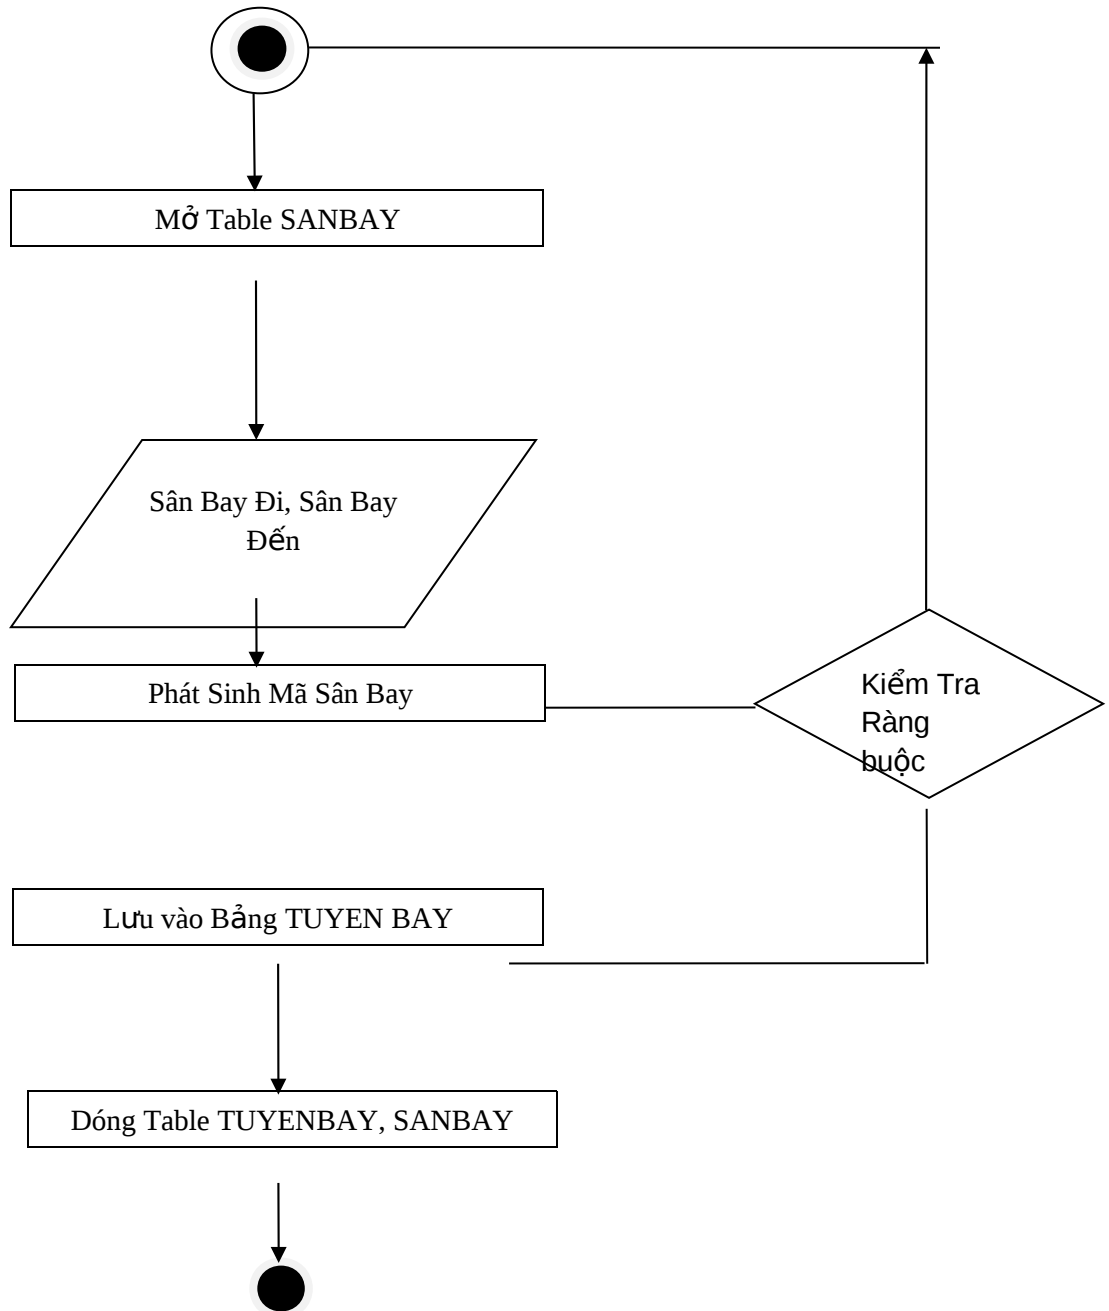 Mở Table SANBAY
Sân Bay Đi, Sân Bay
Đến
Phát Sinh Mã Sân Bay
Kiểm Tra
Ràng
buộc
Lưu vào Bảng TUYEN BAY
Dóng Table TUYENBAY, SANBAY